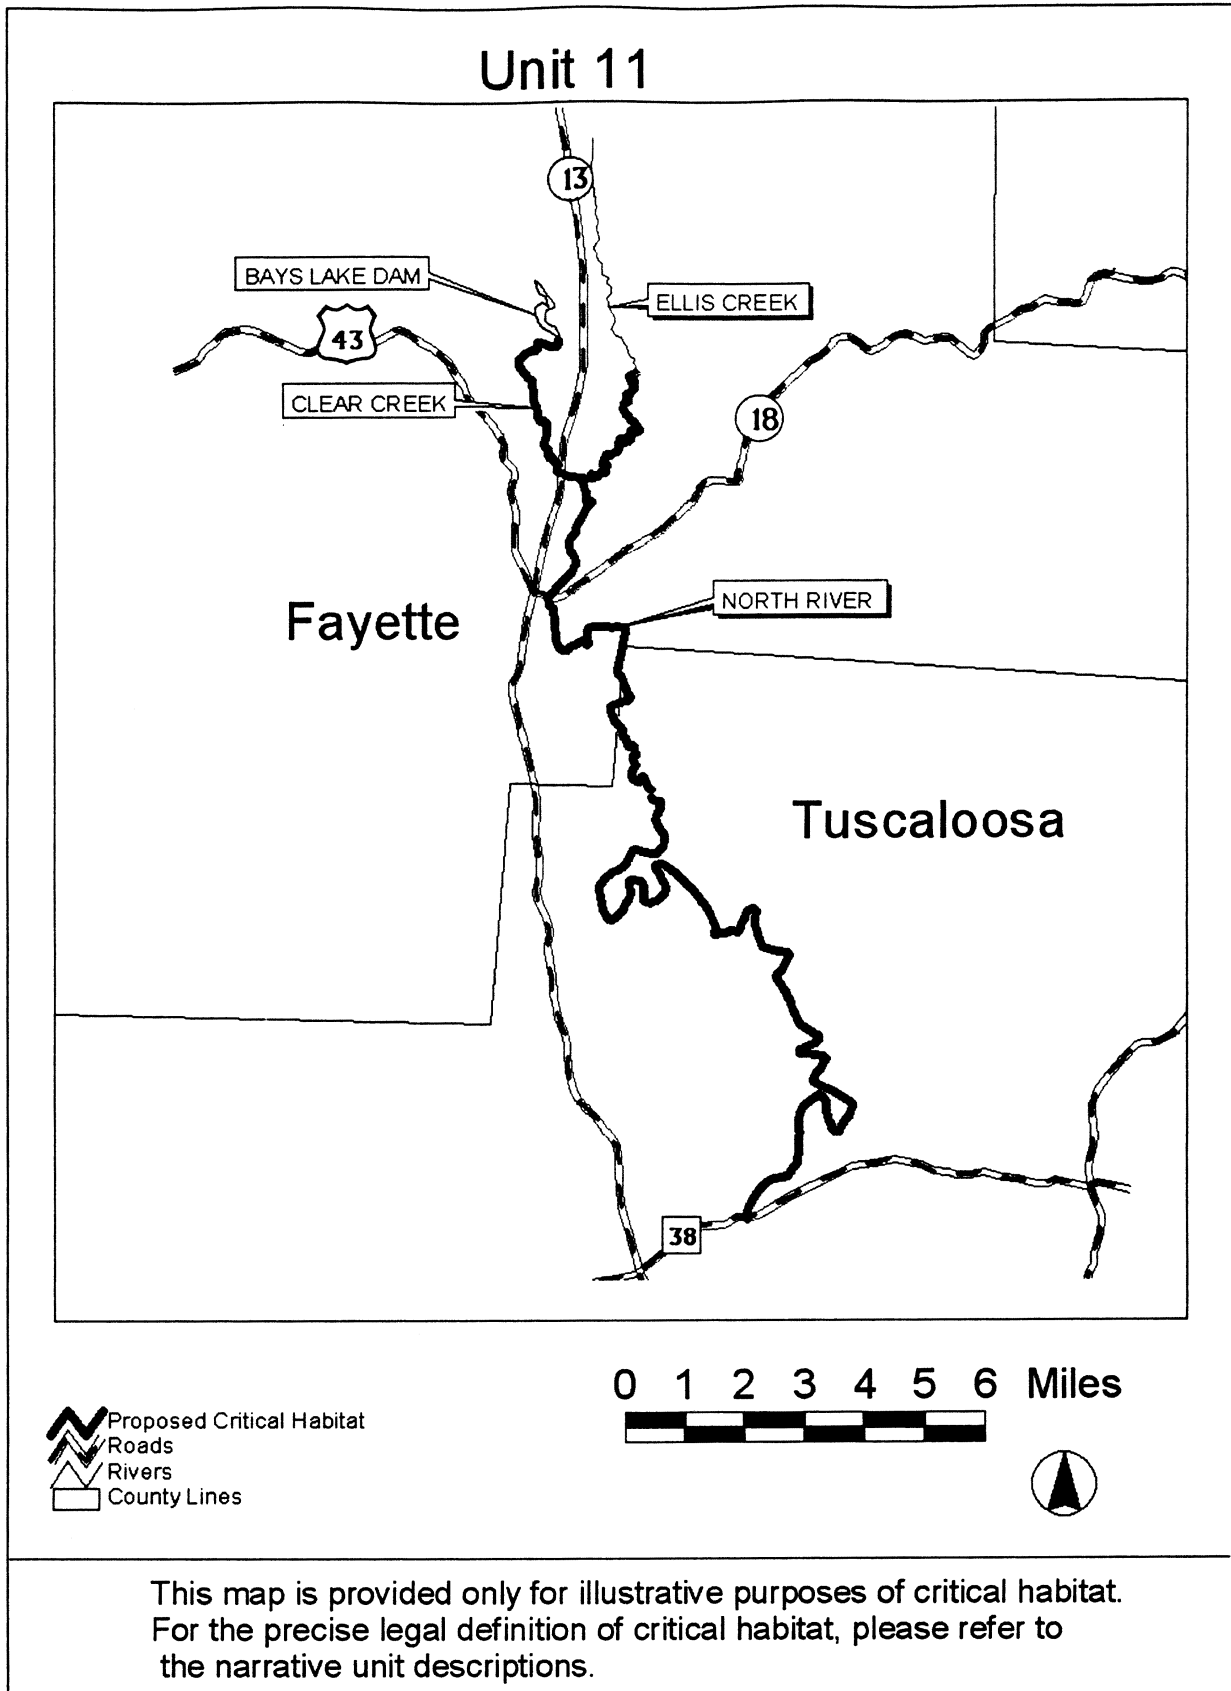 Unit 11
13
BAYS LAKE DAM
ELLIS CREEK
43
CLEAR CREEK
18
NORTH RIVER
Fayette
Tuscaloosa
38
0 1 2 3 4 5 6 Miles
Proposed Critical Habitat
Roads
Rivers
County Lines
This map is provided only for illustrative purposes of critical habitat.
For the precise legal definition of critical habitat, please refer to
the narrative unit descriptions.